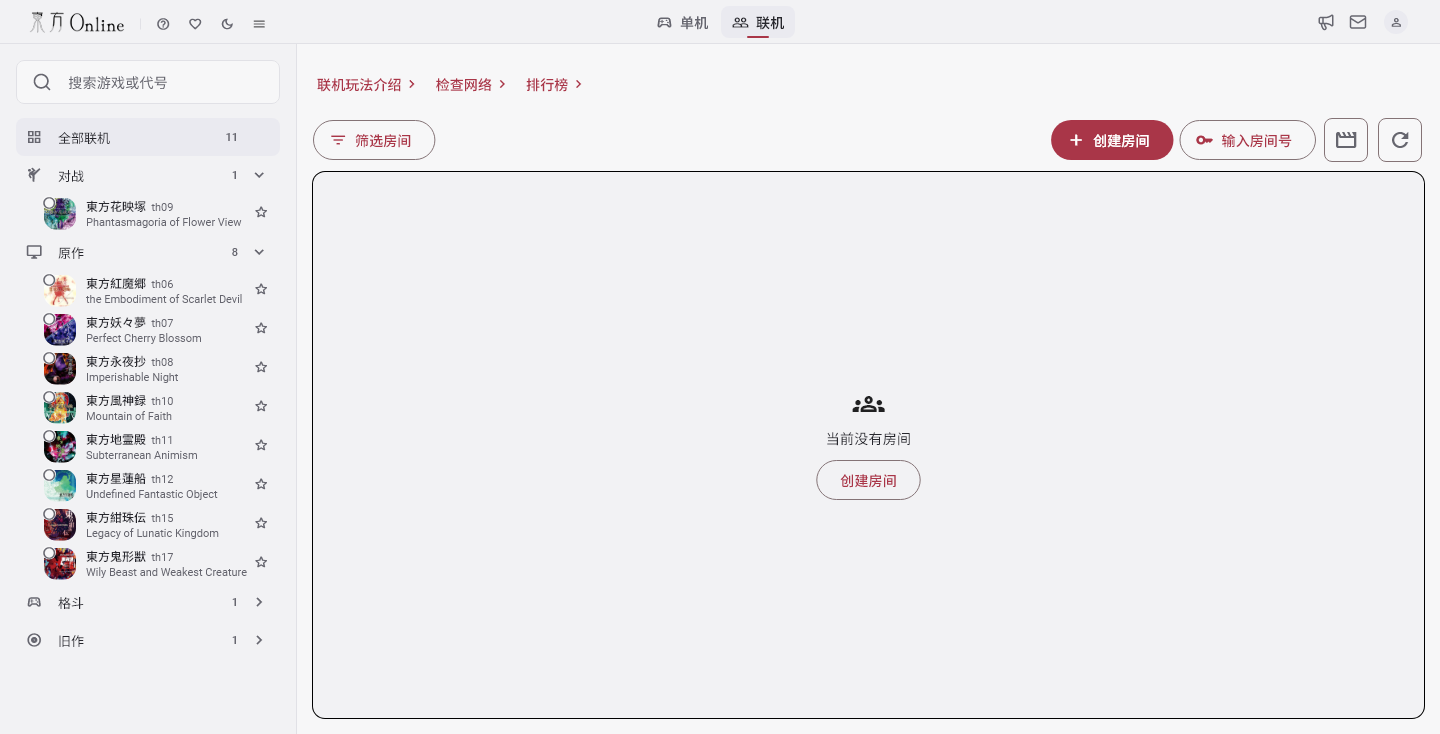 東方 Online
单机
联机
搜索游戏或代号
全部联机 11
对战 1
東方花映塚 th09
Phantasmagoria of Flower View
原作 8
東方紅魔郷 th06
the Embodiment of Scarlet Devil
東方妖々夢 th07
Perfect Cherry Blossom
東方永夜抄 th08
Imperishable Night
東方風神録 th10
Mountain of Faith
東方地霊殿 th11
Subterranean Animism
東方星蓮船 th12
Undefined Fantastic Object
東方紺珠伝 th15
Legacy of Lunatic Kingdom
東方鬼形獣 th17
Wily Beast and Weakest Creature
格斗 1
旧作 1
联机玩法介绍
检查网络
排行榜
筛选房间
创建房间
输入房间号
当前没有房间
创建房间